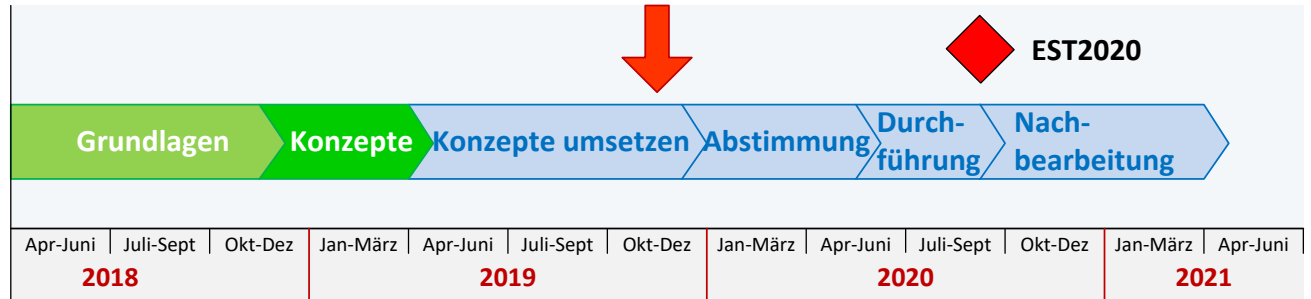 EST2020
Grundlagen
Konzepte
Konzepte umsetzen
Abstimmung
Durch-
führung
Nach-
bearbeitung
Apr-Juni
Juli-Sept
Okt-Dez
Jan-März
Apr-Juni
Juli-Sept
Okt-Dez
Jan-März
Apr-Juni
Juli-Sept
Okt-Dez
Jan-März
Apr-Juni
2018
2019
2020
2021